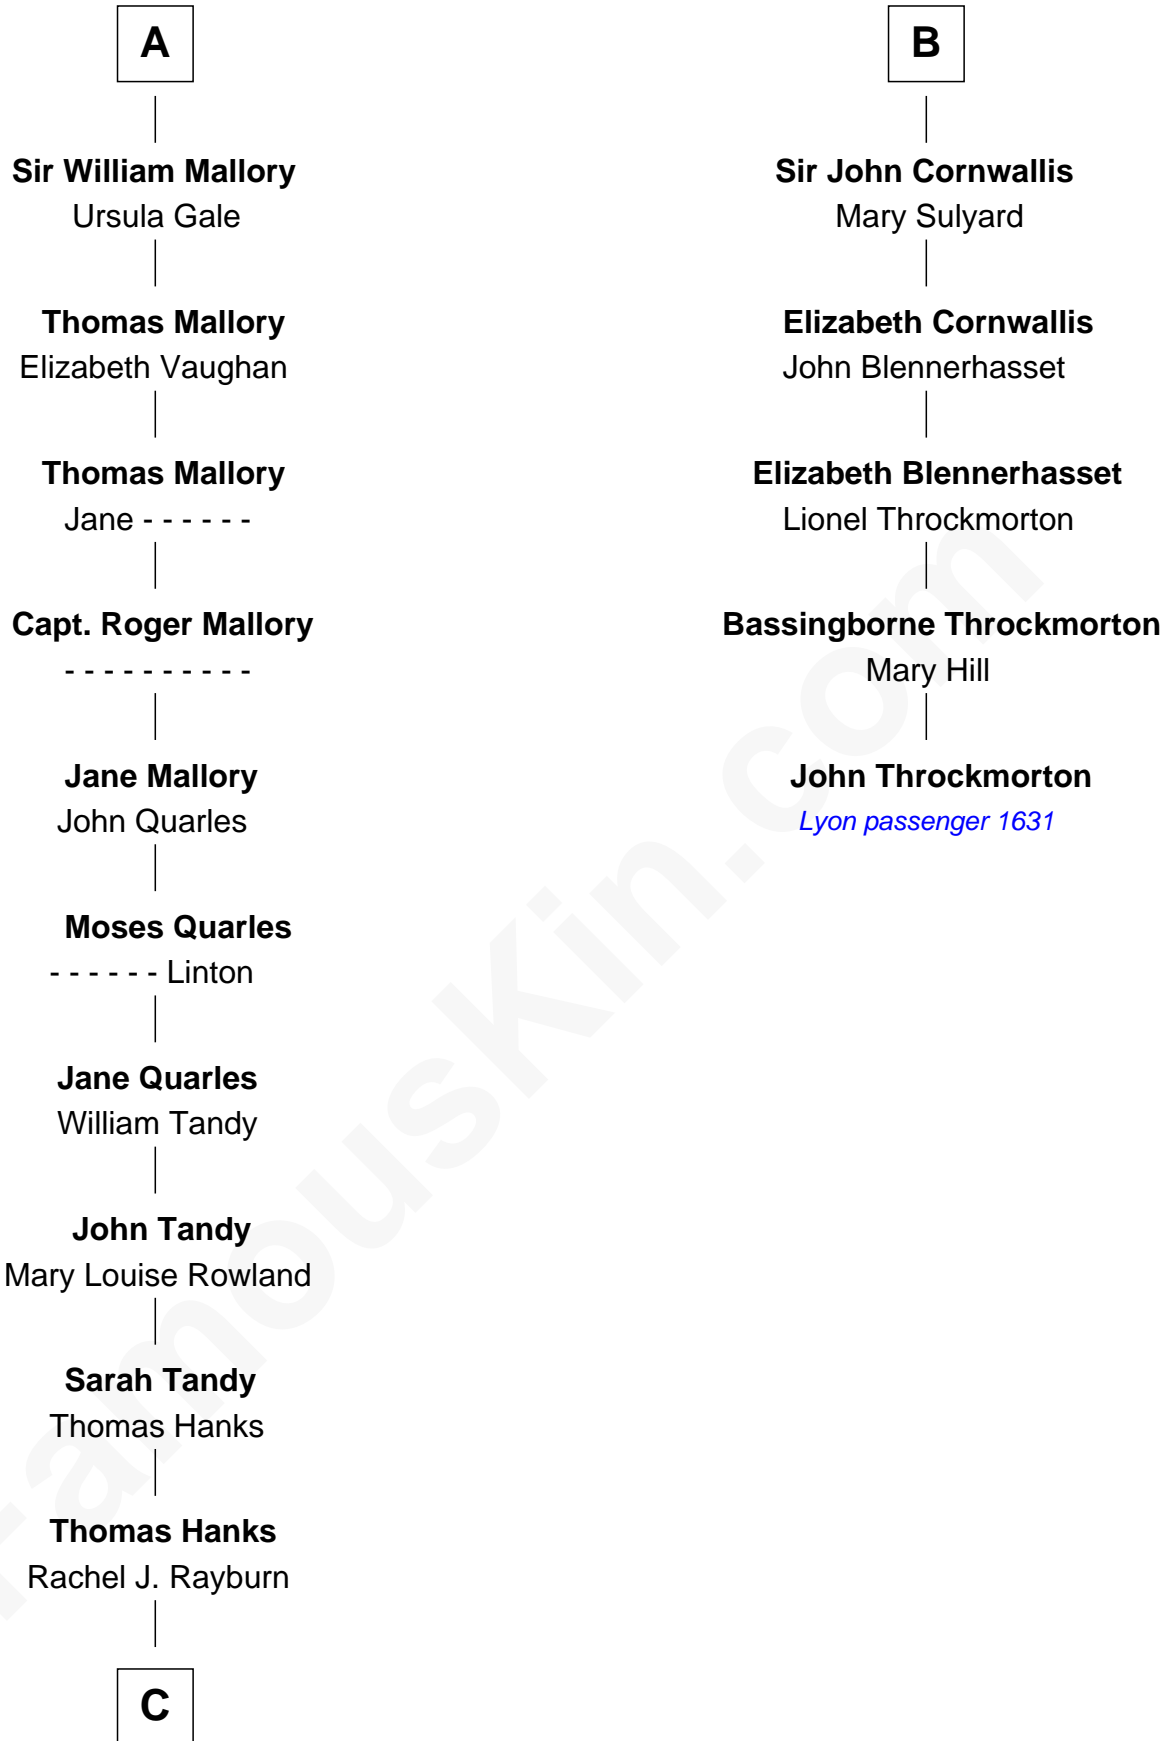 A
Sir William Mallory
Ursula Gale
Thomas Mallory
Elizabeth Vaughan
Thomas Mallory
Jane - - - - - -
Capt. Roger Mallory
- - - - - - - - - -
Jane Mallory
John Quarles
Moses Quarles
- - - - - - Linton
Jane Quarles
William Tandy
John Tandy
Mary Louise Rowland
Sarah Tandy
Thomas Hanks
Thomas Hanks
Rachel J. Rayburn
C
B
Sir John Cornwallis
Mary Sulyard
Elizabeth Cornwallis
John Blennerhasset
Elizabeth Blennerhasset
Lionel Throckmorton
Bassingborne Throckmorton
Mary Hill
John Throckmorton
Lyon passenger 1631
FamousKin.com